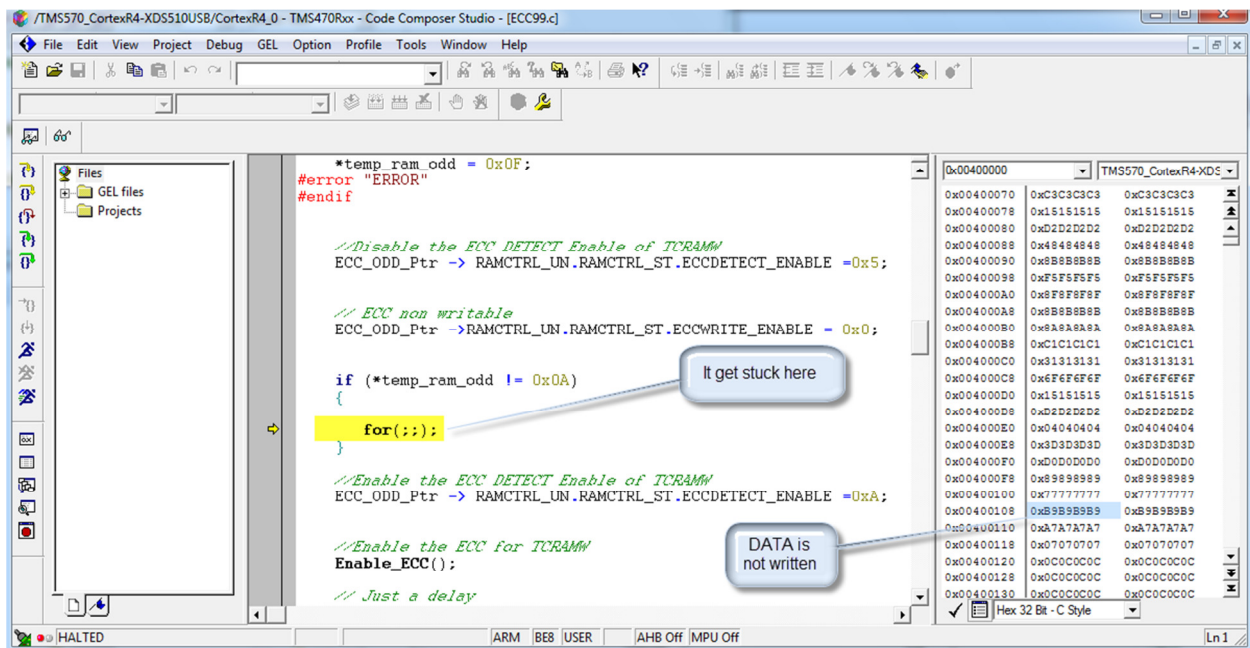 /TMS570_CortexR4-XDS510USB/CortexR4_0 - TMS470Rxx - Code Composer Studio - [ECC99.c]
File Edit View Project Debug GEL Option Profile Tools Window Help
Files
GEL files
Projects
*temp_ram_odd = 0x0F;
#error "ERROR"
#endif
//Disable the ECC DETECT Enable of TCRAMW
ECC_ODD_Ptr -> RAMCTRL_UN.RAMCTRL_ST.ECCDETECT_ENABLE =0x5;
// ECC non writable
ECC_ODD_Ptr ->RAMCTRL_UN.RAMCTRL_ST.ECCWRITE_ENABLE = 0x0;
if (*temp_ram_odd != 0x0A)
{
for(;;);
}
//Enable the ECC DETECT Enable of TCRAMW
ECC_ODD_Ptr -> RAMCTRL_UN.RAMCTRL_ST.ECCDETECT_ENABLE =0xA;
//Enable the ECC for TCRAMW
Enable_ECC();
// Just a delay
It get stuck here
DATA is
not written
0x00400000 TMS570_CortexR4-XDS
0x00400070 0xC3C3C3C3 0xC3C3C3C3
0x00400078 0x15151515 0x15151515
0x00400080 0xD2D2D2D2 0xD2D2D2D2
0x00400088 0x48484848 0x48484848
0x00400090 0x8B8B8B8B 0x8B8B8B8B
0x00400098 0xF5F5F5F5 0xF5F5F5F5
0x004000A0 0x8F8F8F8F 0x8F8F8F8F
0x004000A8 0x8B8B8B8B 0x8B8B8B8B
0x004000B0 0x8A8A8A8A 0x8A8A8A8A
0x004000B8 0xC1C1C1C1 0xC1C1C1C1
0x004000C0 0x31313131 0x31313131
0x004000C8 0x6F6F6F6F 0x6F6F6F6F
0x004000D0 0x15151515 0x15151515
0x004000D8 0xD2D2D2D2 0xD2D2D2D2
0x004000E0 0x04040404 0x04040404
0x004000E8 0x3D3D3D3D 0x3D3D3D3D
0x004000F0 0xD0D0D0D0 0xD0D0D0D0
0x004000F8 0x89898989 0x89898989
0x00400100 0x77777777 0x77777777
0x00400108 0xB9B9B9B9 0xB9B9B9B9
0x00400110 0xA7A7A7A7 0xA7A7A7A7
0x00400118 0x07070707 0x07070707
0x00400120 0x0C0C0C0C 0x0C0C0C0C
0x00400128 0x0C0C0C0C 0x0C0C0C0C
0x00400130 0x0C0C0C0C 0x0C0C0C0C
Hex 32 Bit - C Style
HALTED ARM BE8 USER AHB Off MPU Off Ln 1